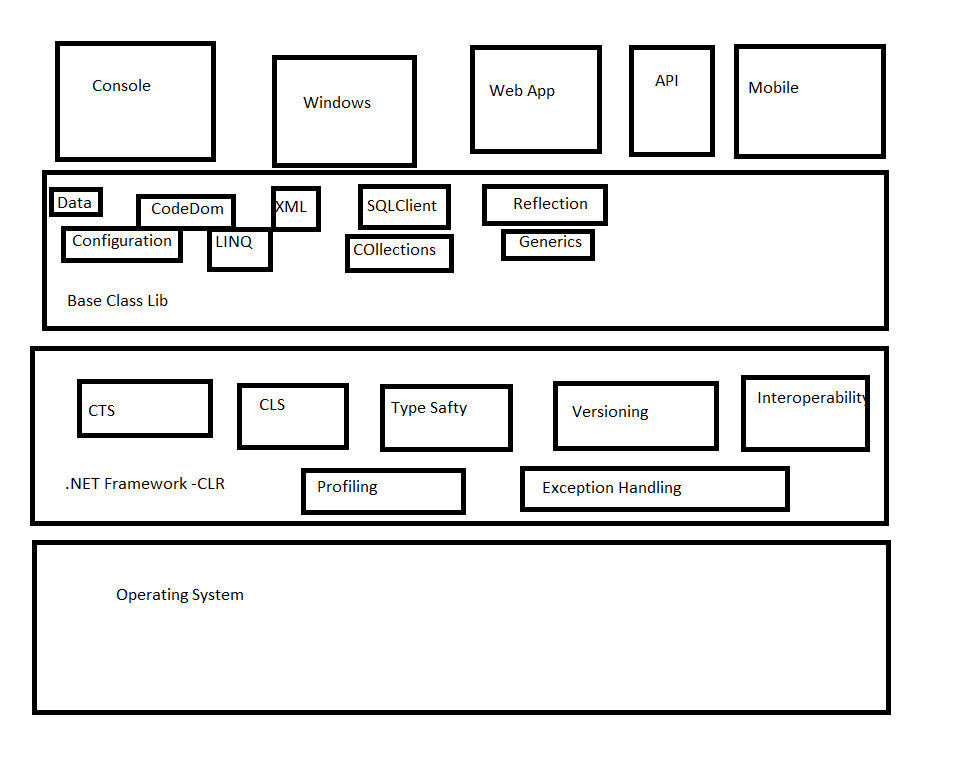 Console
Windows
Web App
API
Mobile
Data
CodeDom
XML
SQLClient
Reflection
Configuration
LINQ
COllections
Generics
Base Class Lib
CTS
CLS
Type Safty
Versioning
Interoperability
.NET Framework -CLR
Profiling
Exception Handling
Operating System